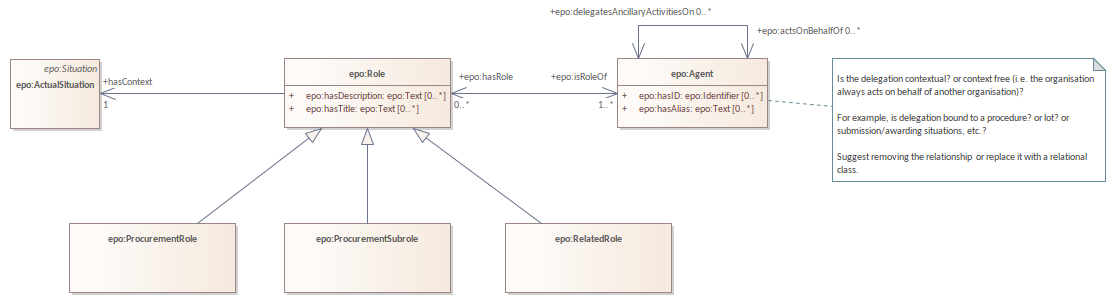 +epo:delegatesAncillaryActivitiesOn 0..*
+epo:actsOnBehalfOf 0..*
epo:Situation
epo:ActualSituation
+hasContext
1
epo:Role
+ epo:hasDescription: epo:Text [0..*]
+ epo:hasTitle: epo:Text [0..*]
+epo:hasRole
0..*
+epo:isRoleOf
1..*
epo:Agent
+ epo:hasID: epo:Identifier [0..*]
+ epo:hasAlias: epo:Text [0..*]
Is the delegation contextual? or context free (i.e. the organisation
always acts on behalf of another organisation)?
For example, is delegation bound to a procedure? or lot? or
submission/awarding situations, etc.?
Suggest removing the relationship or replace it with a relational
class.
epo:ProcurementRole
epo:ProcurementSubrole
epo:RelatedRole